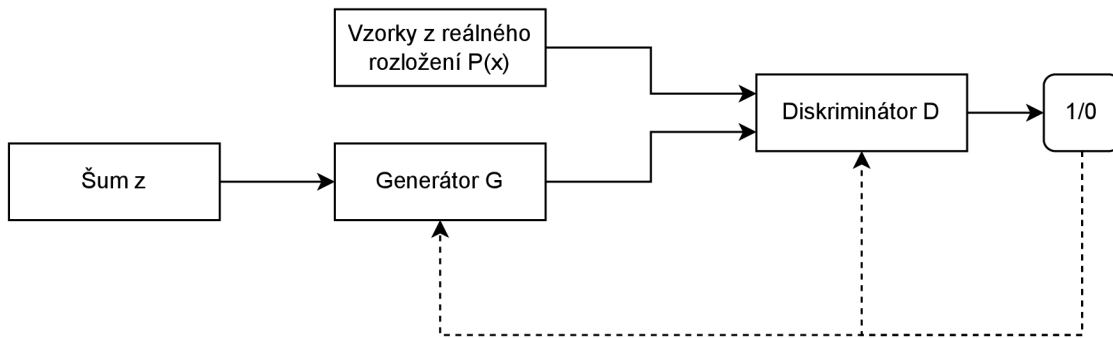 Vzorky z reálného
rozložení P(x)
Diskriminátor D
1/0
Šum z
Generátor G